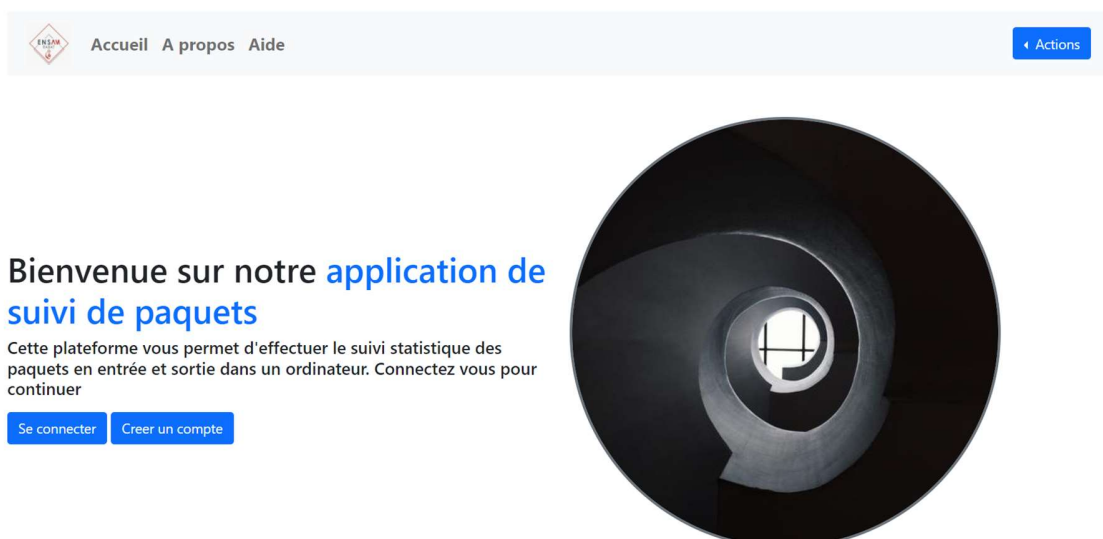 ENSAM
Accueil A propos Aide
Actions
Bienvenue sur notre application de
suivi de paquets
Cette plateforme vous permet d'effectuer le suivi statistique des
paquets en entrée et sortie dans un ordinateur. Connectez vous pour
continuer
Se connecter Creer un compte